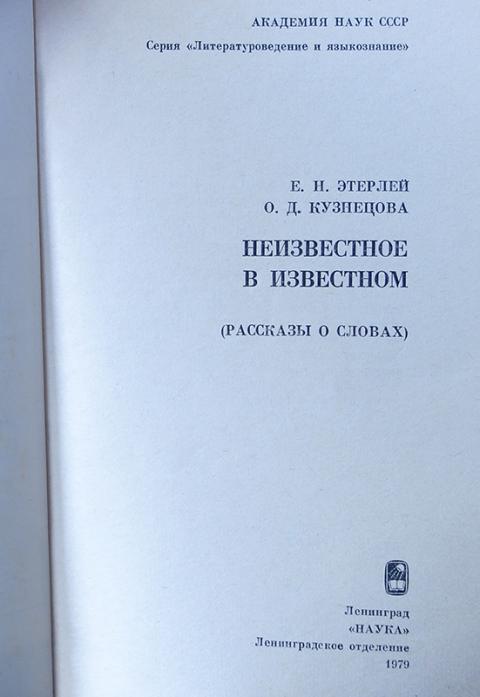 АКАДЕМИЯ НАУК СССР
Серия «Литературоведение и языкознание»
Е. Н. ЭТЕРЛЕЙ
О. Д. КУЗНЕЦОВА
НЕИЗВЕСТНОЕ
В ИЗВЕСТНОМ
(РАССКАЗЫ О СЛОВАХ)
Ленинград
«НАУКА»
Ленинградское отделение
1979